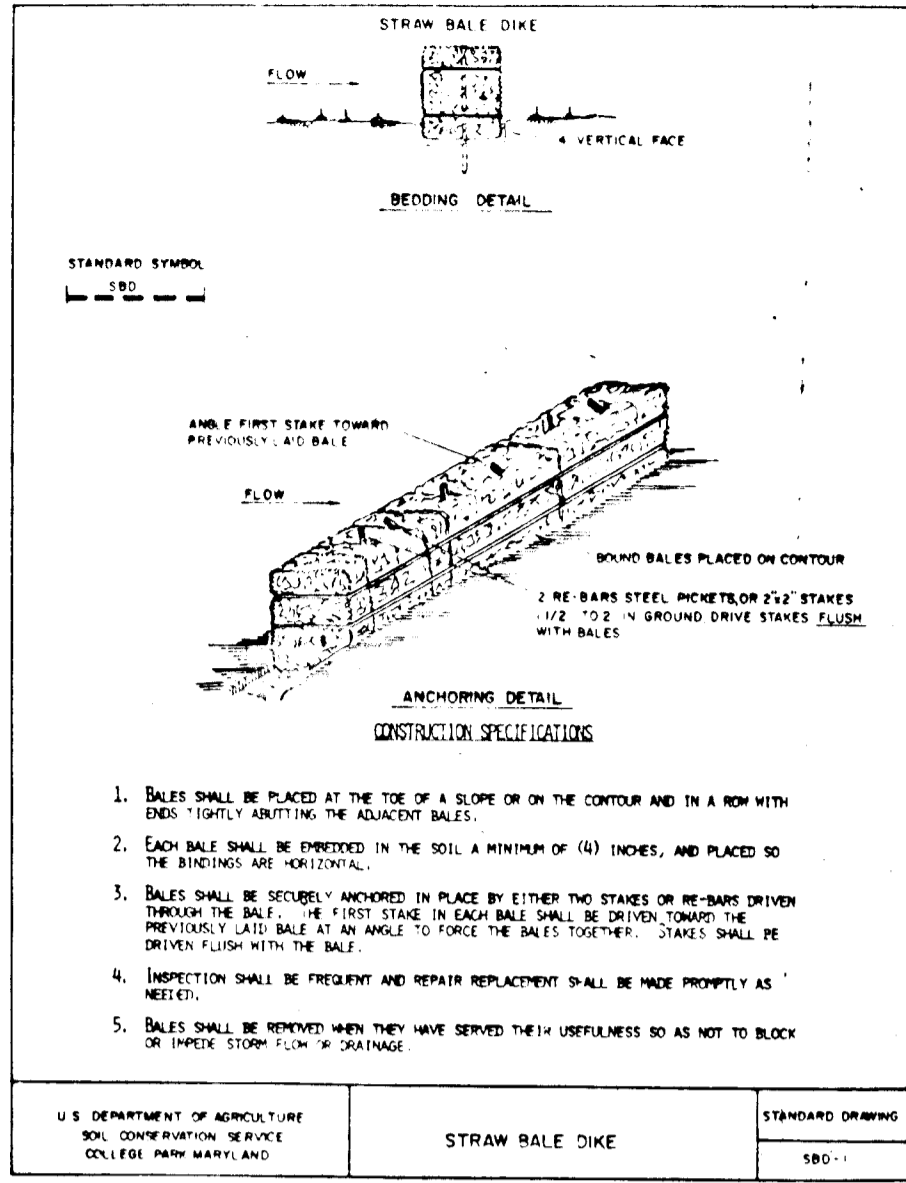 STRAW BALE DIKE
FLOW
4 VERTICAL FACE
BEDDING DETAIL
STANDARD SYMBOL
SBD
ANGLE FIRST STAKE TOWARD
PREVIOUSLY LAID BALE
FLOW
BOUND BALES PLACED ON CONTOUR
2 RE-BARS STEEL PICKETS, OR 2"x2" STAKES
1/2 TO 2 IN GROUND DRIVE STAKES FLUSH
WITH BALES
ANCHORING DETAIL
CONSTRUCTION SPECIFICATIONS
1. BALES SHALL BE PLACED AT THE TOE OF A SLOPE OR ON THE CONTOUR AND IN A ROW WITH
ENDS TIGHTLY ABUTTING THE ADJACENT BALES.
2. EACH BALE SHALL BE EMBEDDED IN THE SOIL A MINIMUM OF (4) INCHES, AND PLACED SO
THE BINDINGS ARE HORIZONTAL.
3. BALES SHALL BE SECURELY ANCHORED IN PLACE BY EITHER TWO STAKES OR RE-BARS DRIVEN
THROUGH THE BALE. THE FIRST STAKE IN EACH BALE SHALL BE DRIVEN TOWARD THE
PREVIOUSLY LAID BALE AT AN ANGLE TO FORCE THE BALES TOGETHER. STAKES SHALL BE
DRIVEN FLUSH WITH THE BALE.
4. INSPECTION SHALL BE FREQUENT AND REPAIR REPLACEMENT SHALL BE MADE PROMPTLY AS
NEEDED.
5. BALES SHALL BE REMOVED WHEN THEY HAVE SERVED THEIR USEFULNESS SO AS NOT TO BLOCK
OR IMPEDE STORM FLOW OR DRAINAGE.
U S DEPARTMENT OF AGRICULTURE
SOIL CONSERVATION SERVICE
COLLEGE PARK MARYLAND
STRAW BALE DIKE
STANDARD DRAWING
SBD-1